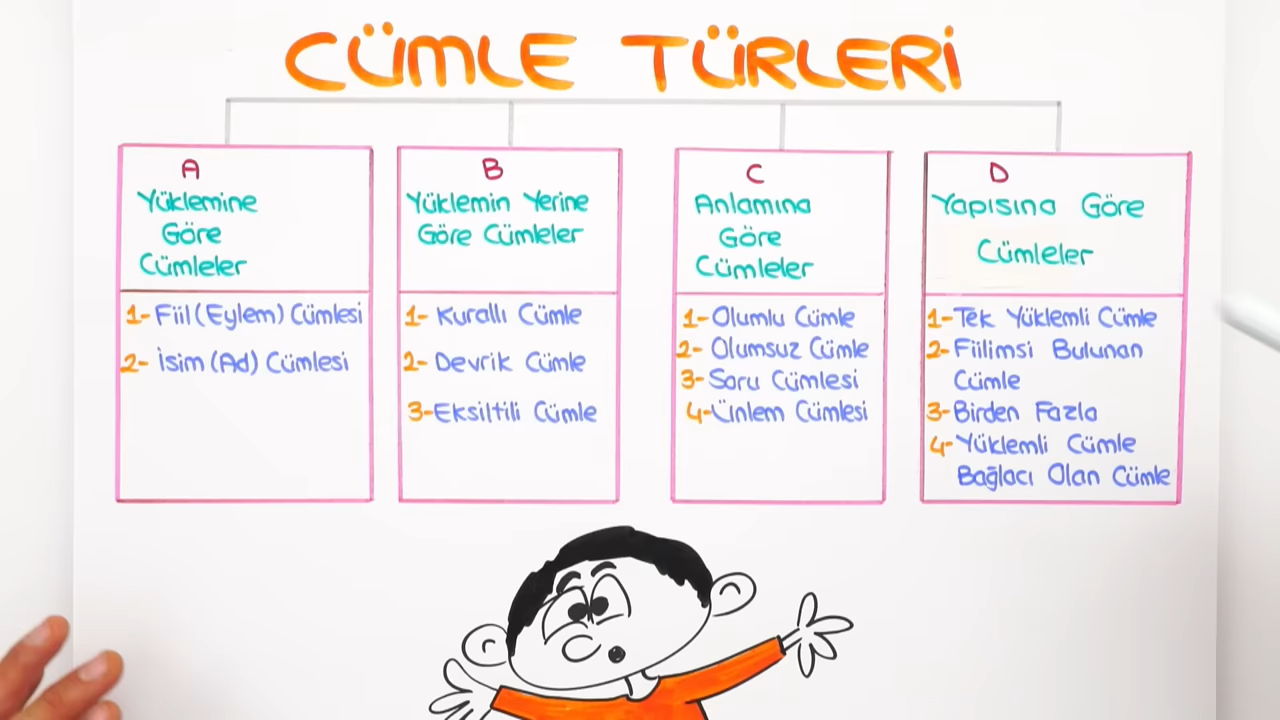 CÜMLE TÜRLERİ
A
Yüklemine
Göre
Cümleler
1- Fiil (Eylem) Cümlesi
2- İsim (Ad) Cümlesi
B
Yüklemin Yerine
Göre Cümleler
1- Kurallı Cümle
2- Devrik Cümle
3- Eksiltili Cümle
C
Anlamına
Göre
Cümleler
1- Olumlu Cümle
2- Olumsuz Cümle
3- Soru Cümlesi
4- Ünlem Cümlesi
D
Yapısına Göre
Cümleler
1- Tek Yüklemli Cümle
2- Fiilimsi Bulunan
Cümle
3- Birden Fazla
4- Yüklemli Cümle
Bağlacı Olan Cümle